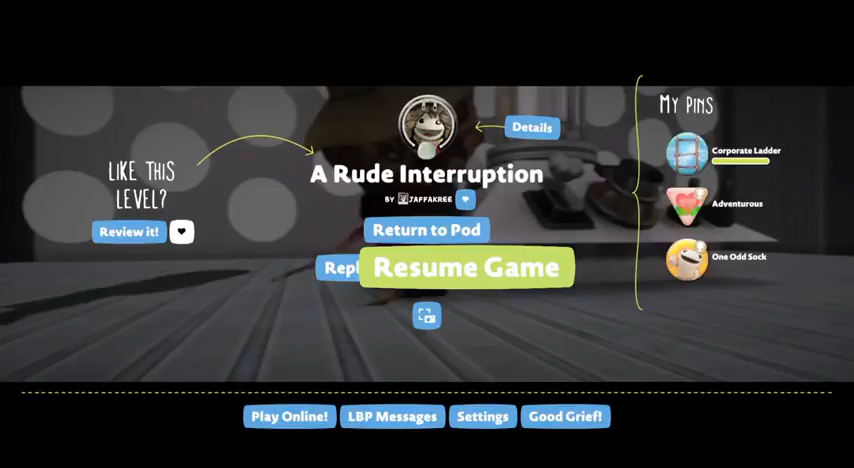 MY PINS
Details
Corporate Ladder
LIKE THIS
LEVEL?
A Rude Interruption
BY JAFFAKREE
Adventurous
Review it!
Return to Pod
Repl
Resume Game
One Odd Sock
Play Online!
LBP Messages
Settings
Good Grief!